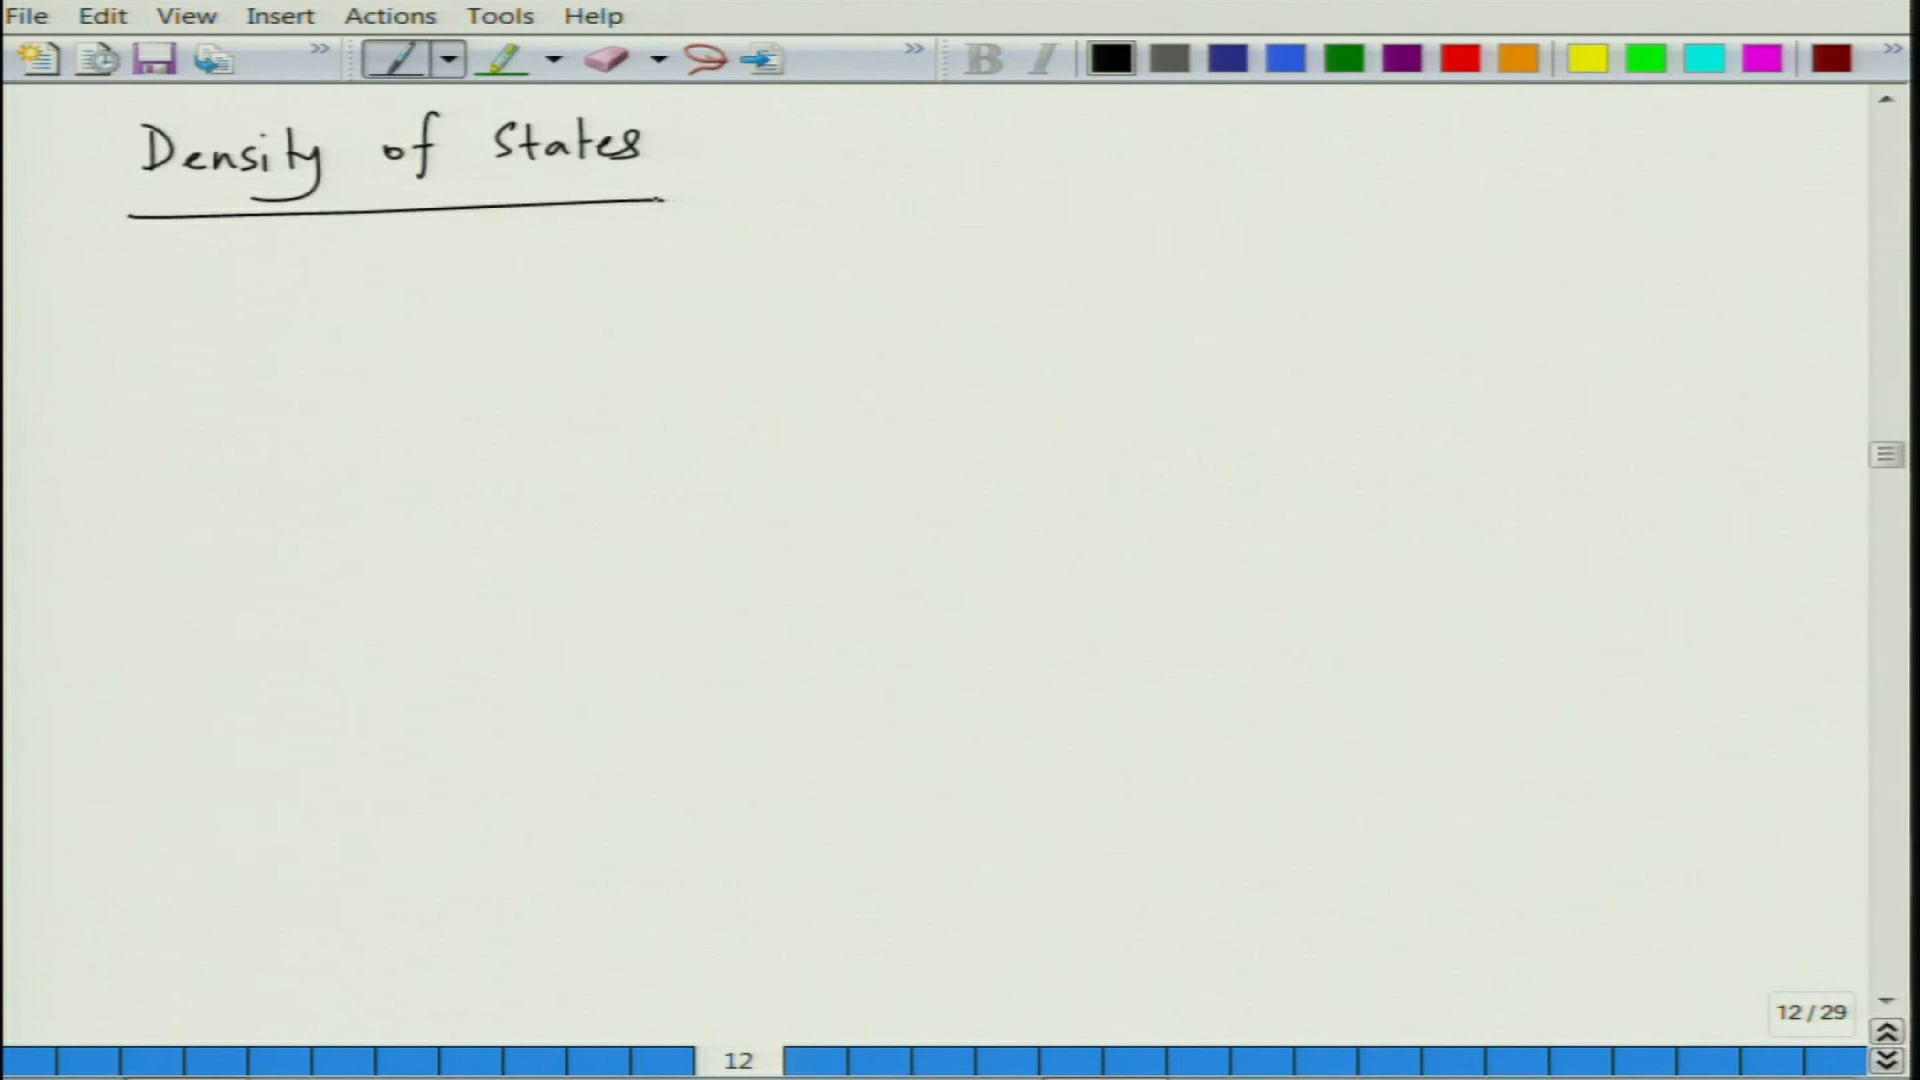 File Edit View Insert Actions Tools Help
B I
Density of States
12 / 29
12